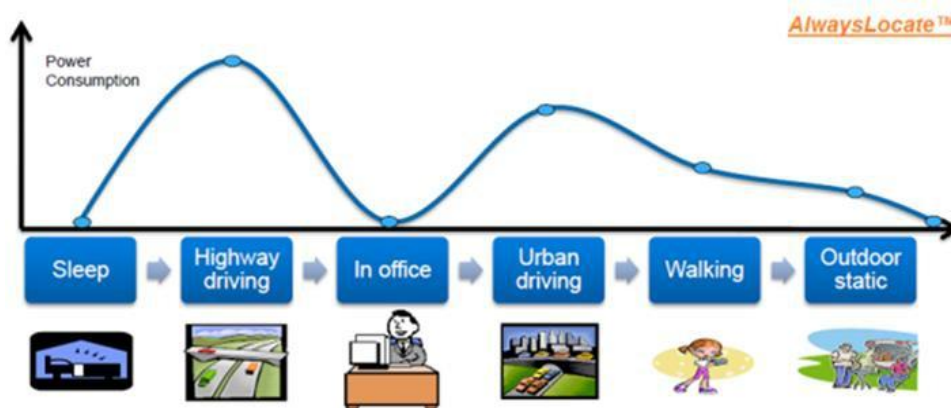 AlwaysLocate™
Power
Consumption
Sleep
Highway
driving
In office
Urban
driving
Walking
Outdoor
static